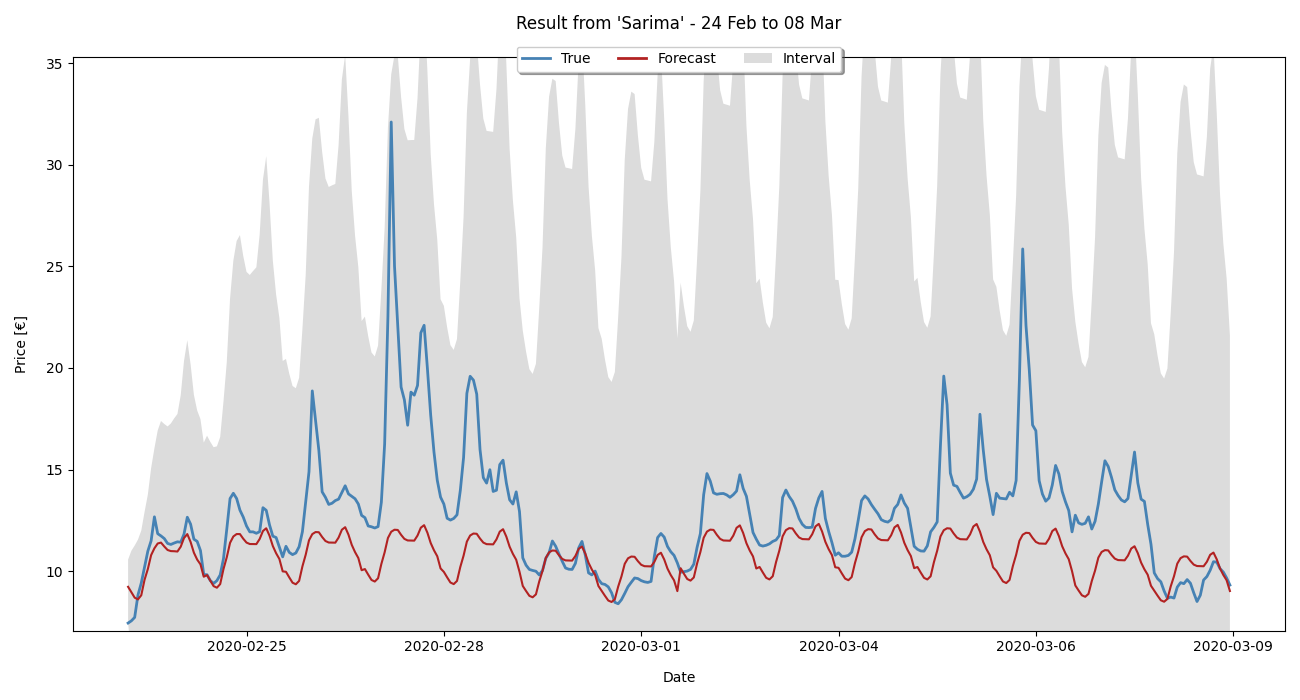 Result from 'Sarima' - 24 Feb to 08 Mar
True Forecast Interval
35
30
25
20
15
10
Price [€]
2020-02-25 2020-02-28 2020-03-01 2020-03-04 2020-03-06 2020-03-09
Date